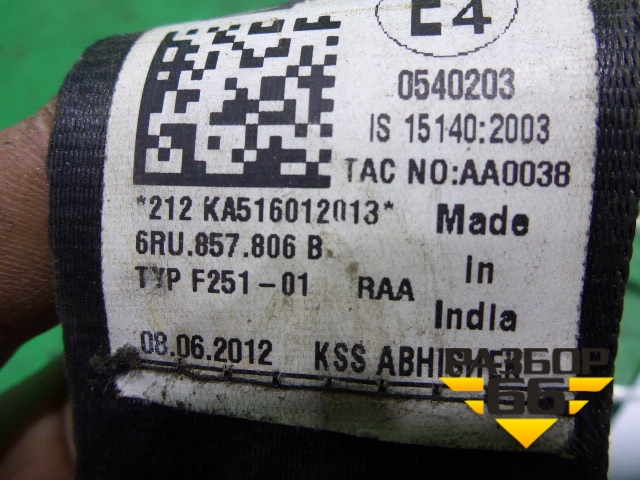 E4
0540203
IS 15140:2003
TAC NO:AA0038
*212 KA516012013*
6RU.857.806 B
TYP F251-01 RAA
Made
in
India
08.06.2012 KSS ABHISHEK
РАЗБОР
66